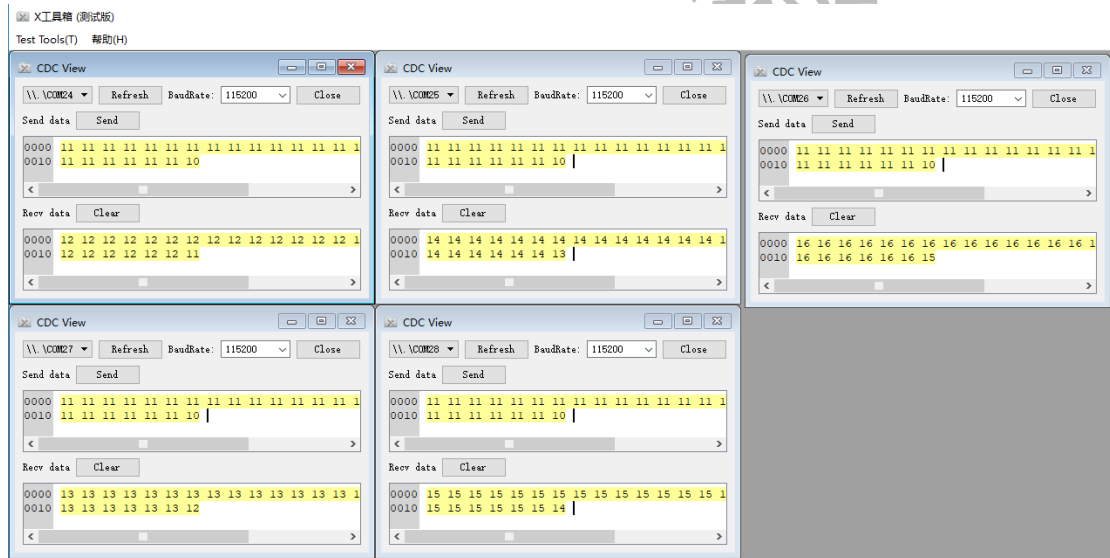 X工具箱 (测试版)
Test Tools(T) 帮助(H)
CDC View
\\.\COM24 Refresh BaudRate: 115200 Close
Send data Send
0000 11 11 11 11 11 11 11 11 11 11 11 11 11 11 1
0010 11 11 11 11 11 11 10
Recv data Clear
0000 12 12 12 12 12 12 12 12 12 12 12 12 12 12 1
0010 12 12 12 12 12 12 11
CDC View
\\.\COM25 Refresh BaudRate: 115200 Close
Send data Send
0000 11 11 11 11 11 11 11 11 11 11 11 11 11 11 1
0010 11 11 11 11 11 11 10
Recv data Clear
0000 14 14 14 14 14 14 14 14 14 14 14 14 14 14 1
0010 14 14 14 14 14 14 13
CDC View
\\.\COM26 Refresh BaudRate: 115200 Close
Send data Send
0000 11 11 11 11 11 11 11 11 11 11 11 11 11 11 1
0010 11 11 11 11 11 11 10
Recv data Clear
0000 16 16 16 16 16 16 16 16 16 16 16 16 16 16 1
0010 16 16 16 16 16 16 15
CDC View
\\.\COM27 Refresh BaudRate: 115200 Close
Send data Send
0000 11 11 11 11 11 11 11 11 11 11 11 11 11 11 1
0010 11 11 11 11 11 11 10
Recv data Clear
0000 13 13 13 13 13 13 13 13 13 13 13 13 13 13 1
0010 13 13 13 13 13 13 12
CDC View
\\.\COM28 Refresh BaudRate: 115200 Close
Send data Send
0000 11 11 11 11 11 11 11 11 11 11 11 11 11 11 1
0010 11 11 11 11 11 11 10
Recv data Clear
0000 15 15 15 15 15 15 15 15 15 15 15 15 15 15 1
0010 15 15 15 15 15 15 14